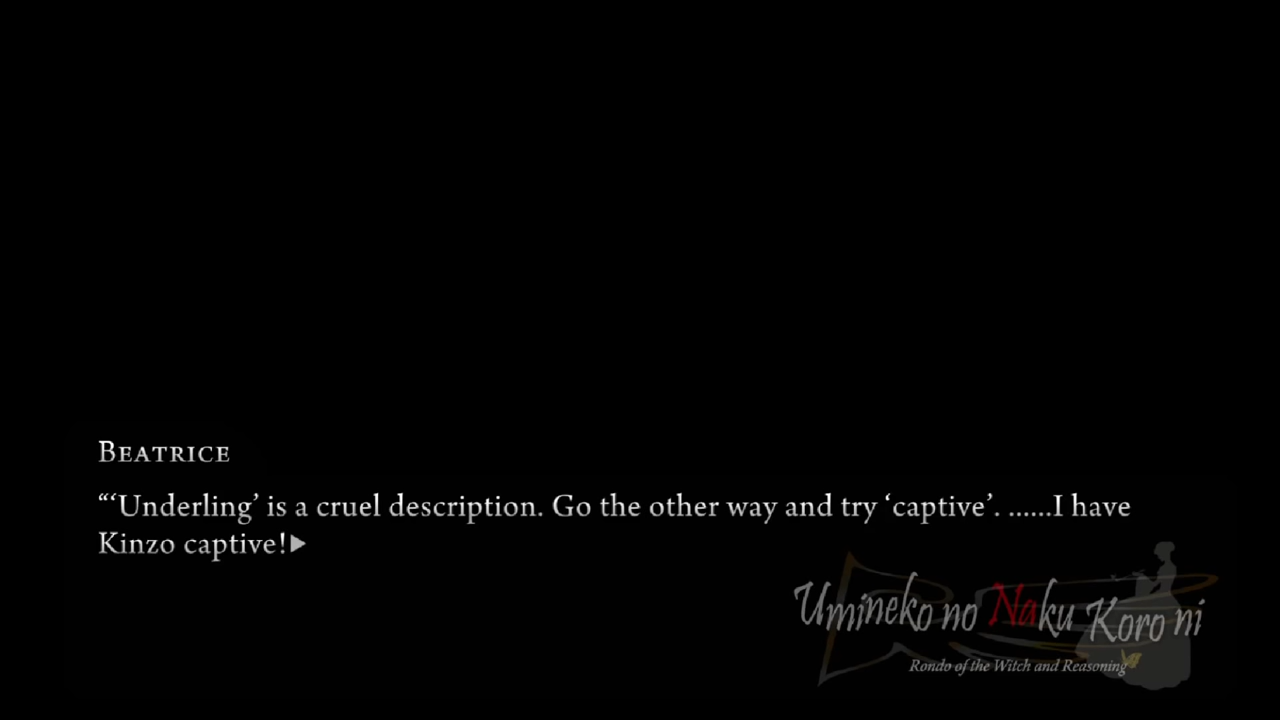 BEATRICE
“‘Underling’ is a cruel description. Go the other way and try ‘captive’. ......I have
Kinzo captive!
Umineko no Naku Koro ni
Rondo of the Witch and Reasoning